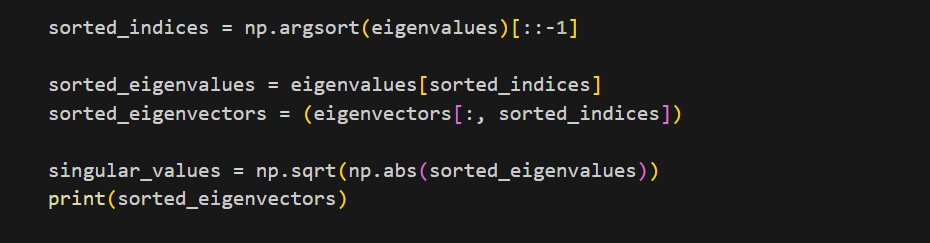 sorted_indices = np.argsort(eigenvalues)[::-1]
sorted_eigenvalues = eigenvalues[sorted_indices]
sorted_eigenvectors = (eigenvectors[:, sorted_indices])
singular_values = np.sqrt(np.abs(sorted_eigenvalues))
print(sorted_eigenvectors)